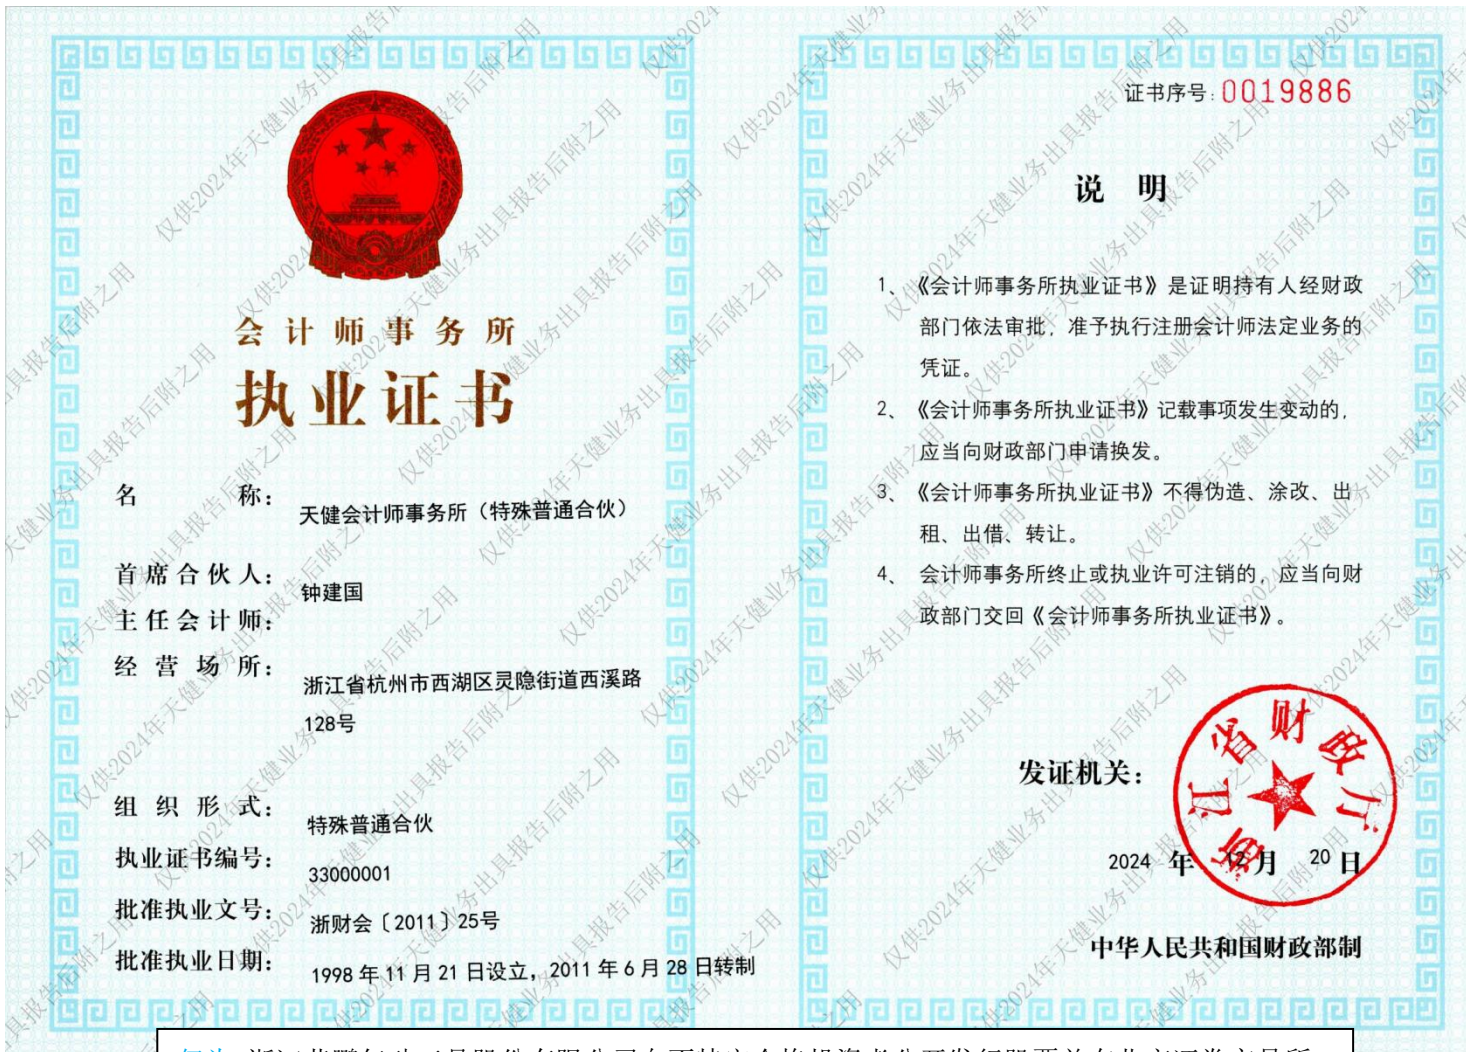 会计师事务所
执业证书
名称：
天健会计师事务所（特殊普通合伙）
首席合伙人：
钟建国
主任会计师：
经营场所：
浙江省杭州市西湖区灵隐街道西溪路
128号
组织形式：
特殊普通合伙
执业证书编号：
33000001
批准执业文号：
浙财会〔2011〕25号
批准执业日期：
1998年11月21日设立，2011年6月28日转制
证书序号：0019886
说 明
1、《会计师事务所执业证书》是证明持有人经财政
部门依法审批，准予执行注册会计师法定业务的
凭证。
2、《会计师事务所执业证书》记载事项发生变动的，
应当向财政部门申请换发。
3、《会计师事务所执业证书》不得伪造、涂改、出
租、出借、转让。
4、 会计师事务所终止或执业许可注销的，应当向财
政部门交回《会计师事务所执业证书》。
发证机关：
浙江省财政厅
2024 年 12 月 20 日
中华人民共和国财政部制
仅供2024年天健业务出具报告后附之用